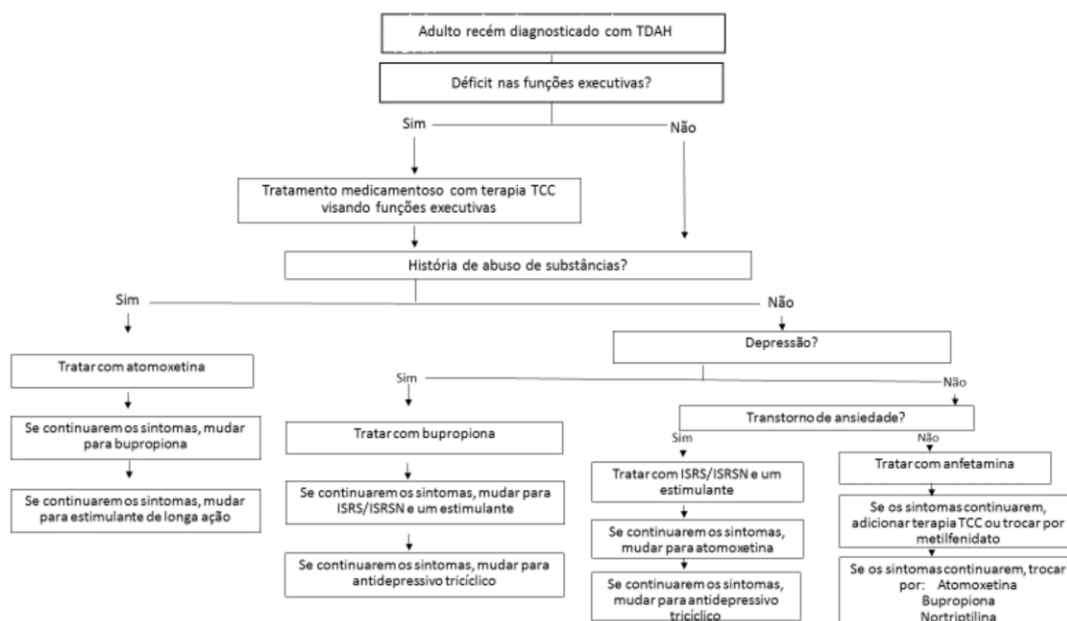 Adulto recém diagnosticado com TDAH
Déficit nas funções executivas?
Sim
Não
Tratamento medicamentoso com terapia TCC
visando funções executivas
História de abuso de substâncias?
Sim
Não
Tratar com atomoxetina
Se continuarem os sintomas, mudar
para bupropiona
Se continuarem os sintomas, mudar
para estimulante de longa ação
Depressão?
Sim
Não
Tratar com bupropiona
Se continuarem os sintomas, mudar para
ISRS/ISRSN e um estimulante
Se continuarem os sintomas, mudar para
antidepressivo tricíclico
Transtorno de ansiedade?
Sim
Não
Tratar com ISRS/ISRSN e um
estimulante
Se continuarem os sintomas,
mudar para atomoxetina
Se continuarem os sintomas,
mudar para antidepressivo
tricíclico
Tratar com anfetamina
Se os sintomas continuarem,
adicionar terapia TCC ou trocar por
metilfenidato
Se os sintomas continuarem, trocar
por: Atomoxetina
Bupropiona
Nortriptilina